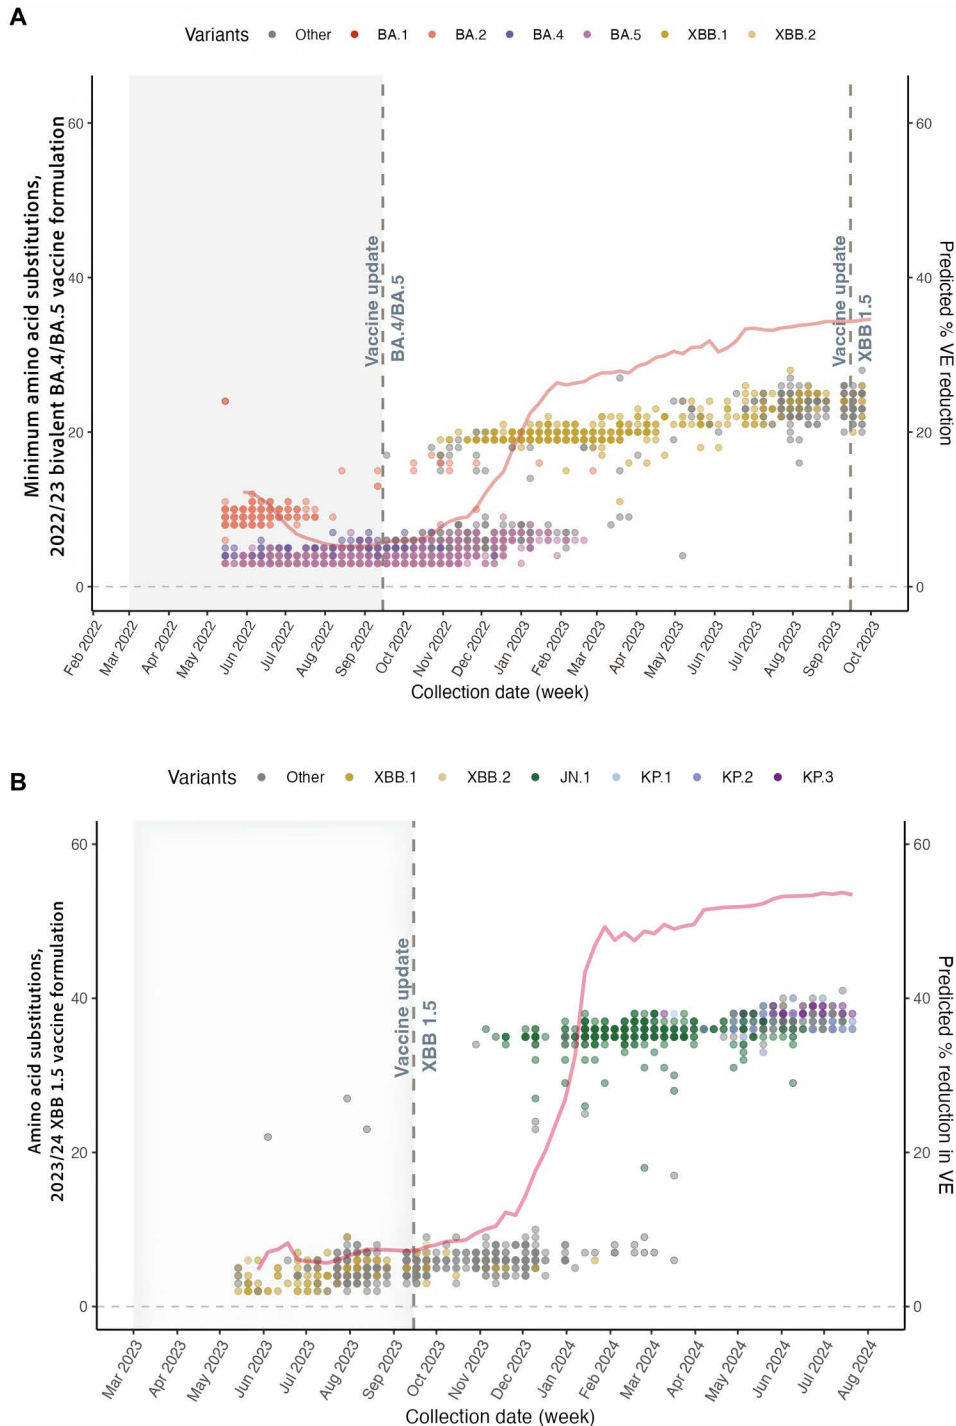 A
Variants Other BA.1 BA.2 BA.4 BA.5 XBB.1 XBB.2
Minimum amino acid substitutions,
2022/23 bivalent BA.4/BA.5 vaccine formulation
60
40
20
0
Vaccine update
BA.4/BA.5
Vaccine update
XBB 1.5
60
40
20
0
Predicted % VE reduction
Feb 2022 Mar 2022 Apr 2022 May 2022 Jun 2022 Jul 2022 Aug 2022 Sep 2022 Oct 2022 Nov 2022 Dec 2022 Jan 2023 Feb 2023 Mar 2023 Apr 2023 May 2023 Jun 2023 Jul 2023 Aug 2023 Sep 2023 Oct 2023
Collection date (week)
B
Variants Other XBB.1 XBB.2 JN.1 KP.1 KP.2 KP.3
Amino acid substitutions,
2023/24 XBB 1.5 vaccine formulation
60
40
20
0
Vaccine update
XBB 1.5
60
40
20
0
Predicted % reduction in VE
Mar 2023 Apr 2023 May 2023 Jun 2023 Jul 2023 Aug 2023 Sep 2023 Oct 2023 Nov 2023 Dec 2023 Jan 2024 Feb 2024 Mar 2024 Apr 2024 May 2024 Jun 2024 Jul 2024 Aug 2024
Collection date (week)